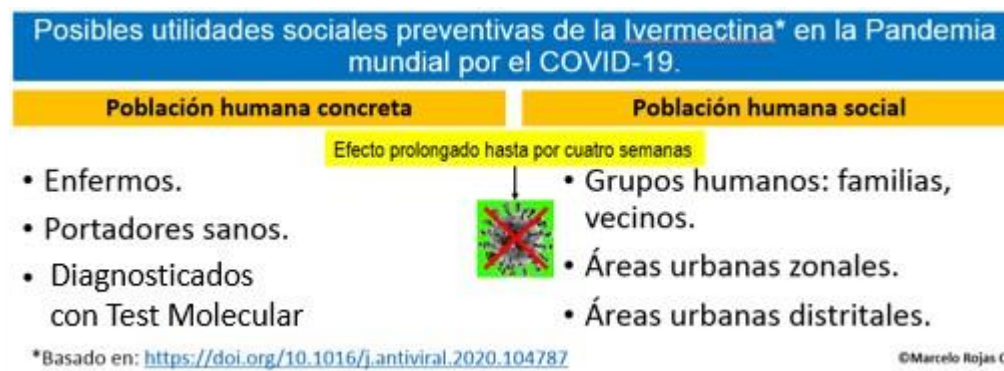 Posibles utilidades sociales preventivas de la Ivermectina* en la Pandemia
mundial por el COVID-19.
Población humana concreta
Población humana social
Efecto prolongado hasta por cuatro semanas
• Enfermos.
• Portadores sanos.
• Diagnosticados
con Test Molecular
• Grupos humanos: familias,
vecinos.
• Áreas urbanas zonales.
• Áreas urbanas distritales.
*Basado en: https://doi.org/10.1016/j.antiviral.2020.104787
©Marcelo Rojas